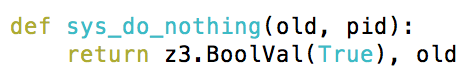 def sys_do_nothing(old, pid):
    return z3.BoolVal(True), old